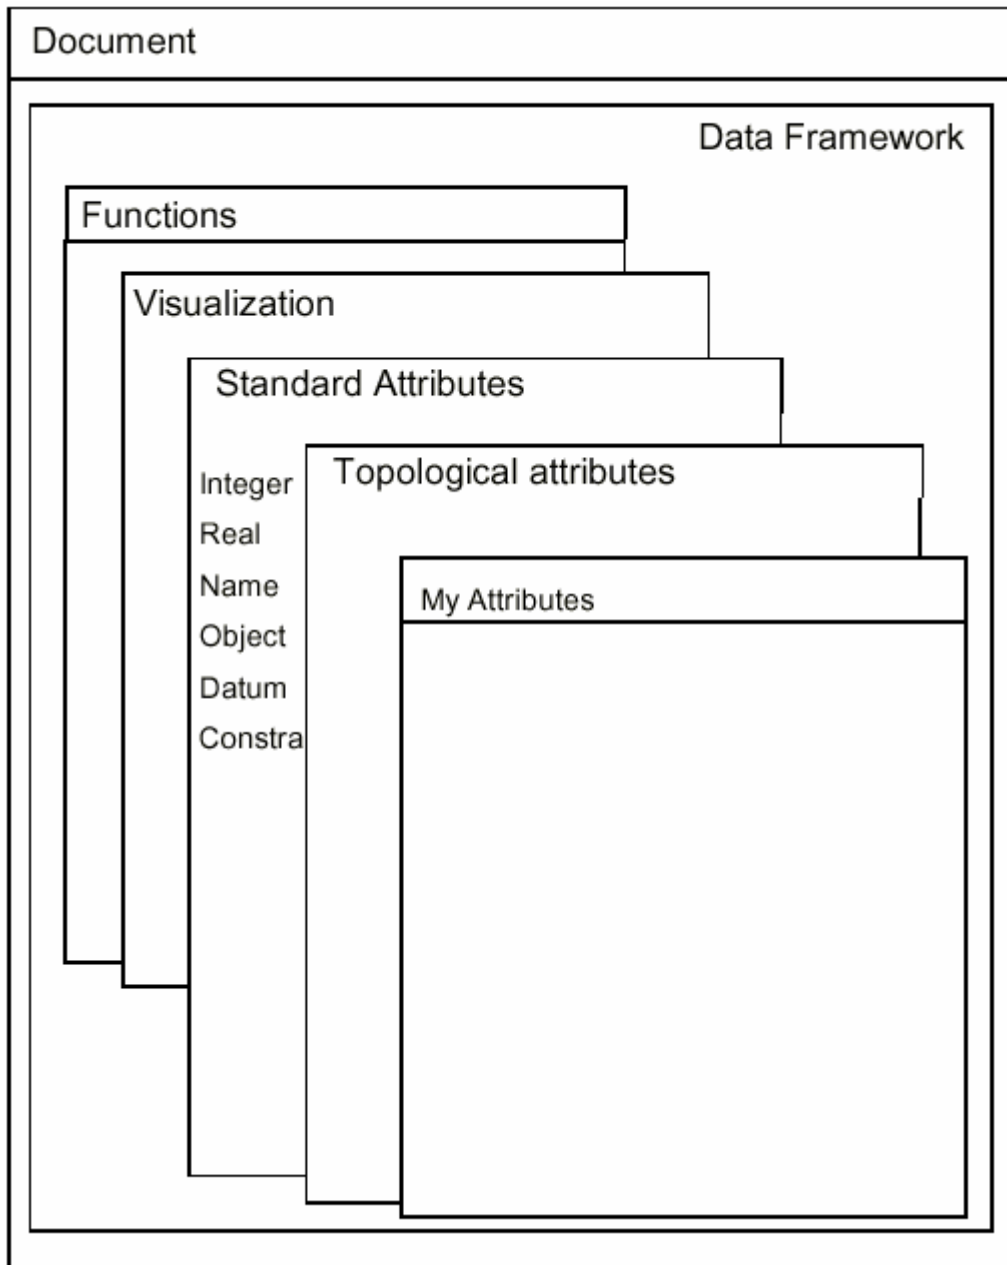 Document
Data Framework
Functions
Visualization
Standard Attributes
Topological attributes
Integer
Real
Name
Object
Datum
Constra
My Attributes